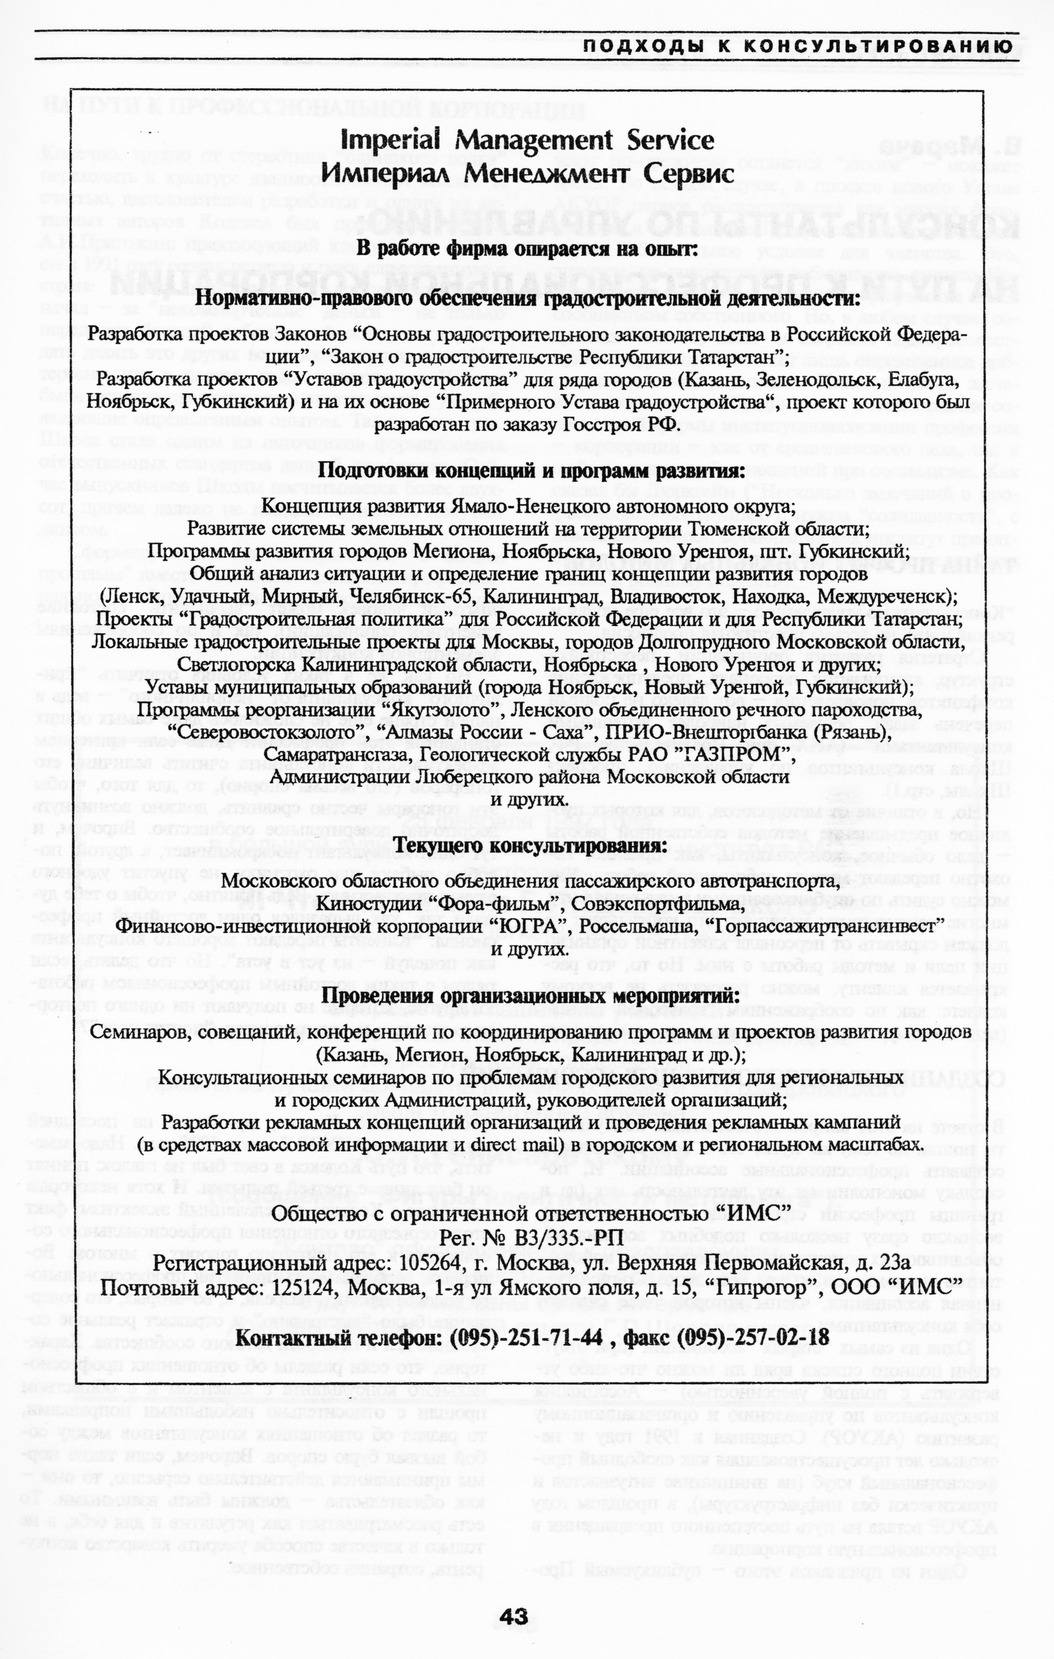 ПОДХОДЫ К КОНСУЛЬТИРОВАНИЮ
Imperial Management Service
Империал Менеджмент Сервис
В работе фирма опирается на опыт:
Нормативно-правового обеспечения градостроительной деятельности:
Разработка проектов Законов “Основы градостроительного законодательства в Российской Федера-
ции”, “Закон о градостроительстве Республики Татарстан”;
Разработка проектов “Уставов градоустройства” для ряда городов (Казань, Зеленодольск, Елабуга,
Ноябрьск, Губкинский) и на их основе “Примерного Устава градоустройства“, проект которого был
разработан по заказу Госстроя РФ.
Подготовки концепций и программ развития:
Концепция развития Ямало-Ненецкого автономного округа;
Развитие системы земельных отношений на территории Тюменской области;
Программы развития городов Мегиона, Ноябрьска, Нового Уренгоя, пгт. Губкинский;
Общий анализ ситуации и определение границ концепции развития городов
(Ленск, Удачный, Мирный, Челябинск-65, Калининград, Владивосток, Находка, Междуреченск);
Проекты “Градостроительная политика” для Российской Федерации и для Республики Татарстан;
Локальные градостроительные проекты для Москвы, городов Долгопрудного Московской области,
Светлогорска Калининградской области, Ноябрьска , Нового Уренгоя и других;
Уставы муниципальных образований (города Ноябрьск, Новый Уренгой, Губкинский);
Программы реорганизации “Якутзолото”, Ленского объединенного речного пароходства,
“Северовостокзолото”, “Алмазы России - Саха”, ПРИО-Внешторгбанка (Рязань),
Самаратрансгаза, Геологической службы РАО ”ГАЗПРОМ”,
Администрации Люберецкого района Московской области
и других.
Текущего консультирования:
Московского областного объединения пассажирского автотранспорта,
Киностудии “Фора-фильм”, Совэкспортфильма,
Финансово-инвестиционной корпорации “ЮГРА”, Россельмаша, “Горпассажиртрансинвест”
и других.
Проведения организационных мероприятий:
Семинаров, совещаний, конференций по координированию программ и проектов развития городов
(Казань, Мегион, Ноябрьск, Калининград и др.);
Консультационных семинаров по проблемам городского развития для региональных
и городских Администраций, руководителей организаций;
Разработки рекламных концепций организаций и проведения рекламных кампаний
(в средствах массовой информации и direct mail) в городском и региональном масштабах.
Общество с ограниченной ответственностью “ИМС”
Рег. № В3/335.-РП
Регистрационный адрес: 105264, г. Москва, ул. Верхняя Первомайская, д. 23а
Почтовый адрес: 125124, Москва, 1-я ул Ямского поля, д. 15, “Гипрогор”, ООО “ИМС”
Контактный телефон: (095)-251-71-44 , факс (095)-257-02-18
43